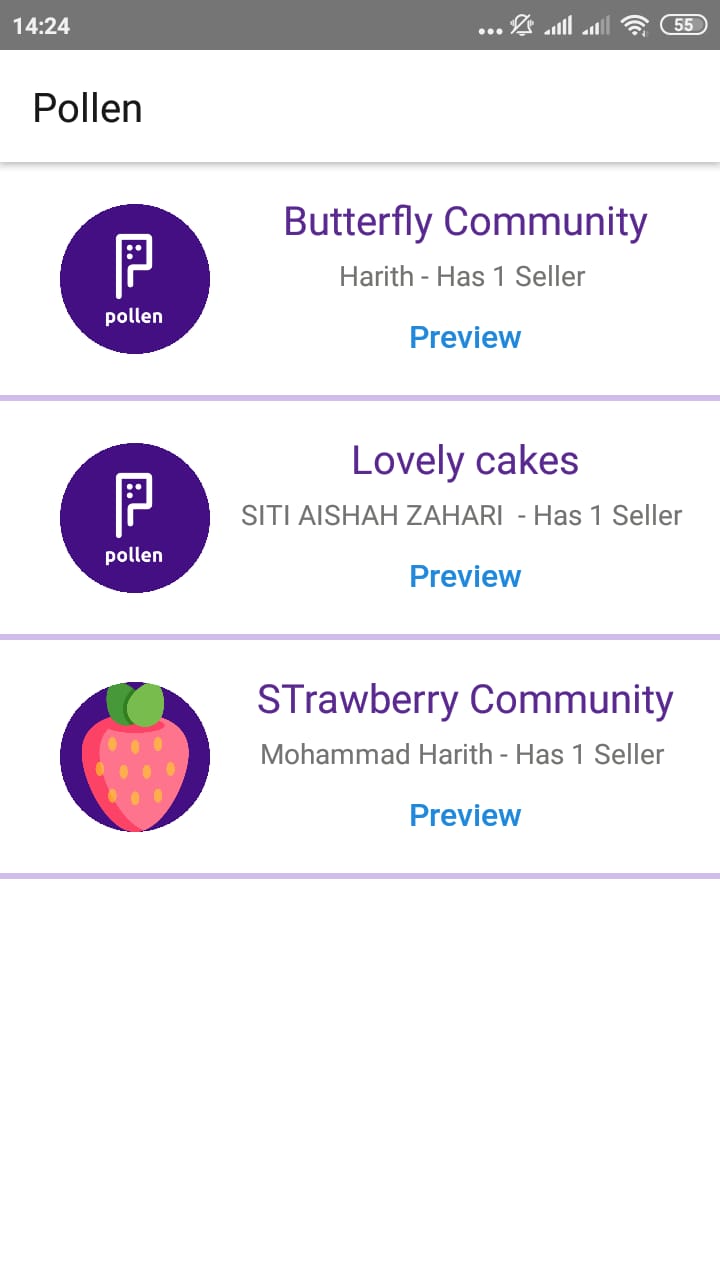 14:24
55
Pollen
pollen
Butterfly Community
Harith - Has 1 Seller
Preview
pollen
Lovely cakes
SITI AISHAH ZAHARI  - Has 1 Seller
Preview
STrawberry Community
Mohammad Harith - Has 1 Seller
Preview